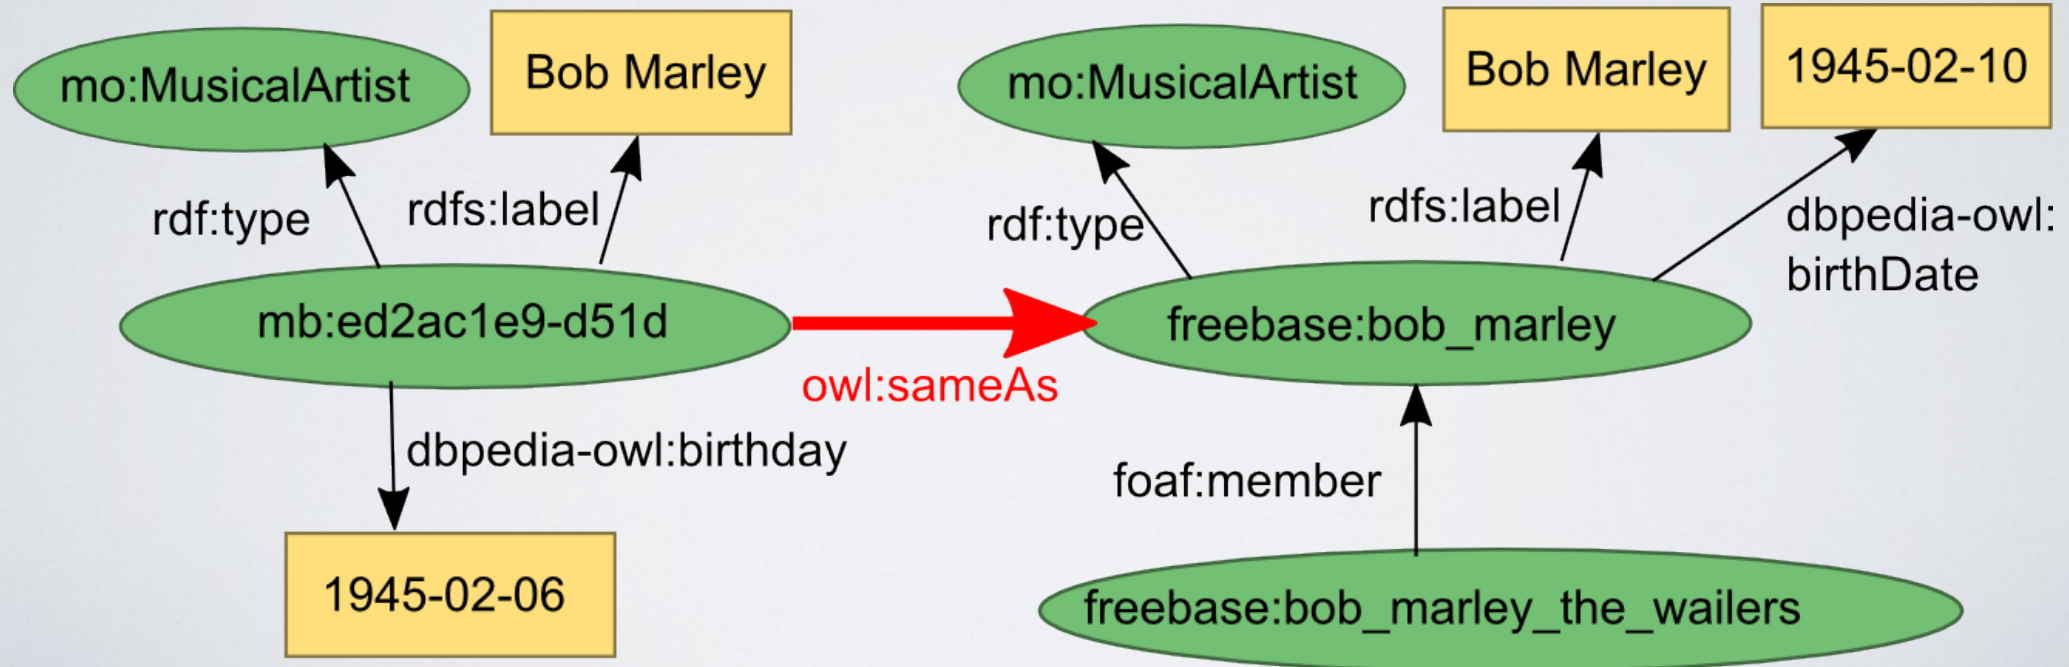 mo:MusicalArtist
Bob Marley
mo:MusicalArtist
Bob Marley
1945-02-10
rdf:type
rdfs:label
rdf:type
rdfs:label
dbpedia-owl:
birthDate
mb:ed2ac1e9-d51d
owl:sameAs
freebase:bob_marley
dbpedia-owl:birthday
foaf:member
1945-02-06
freebase:bob_marley_the_wailers